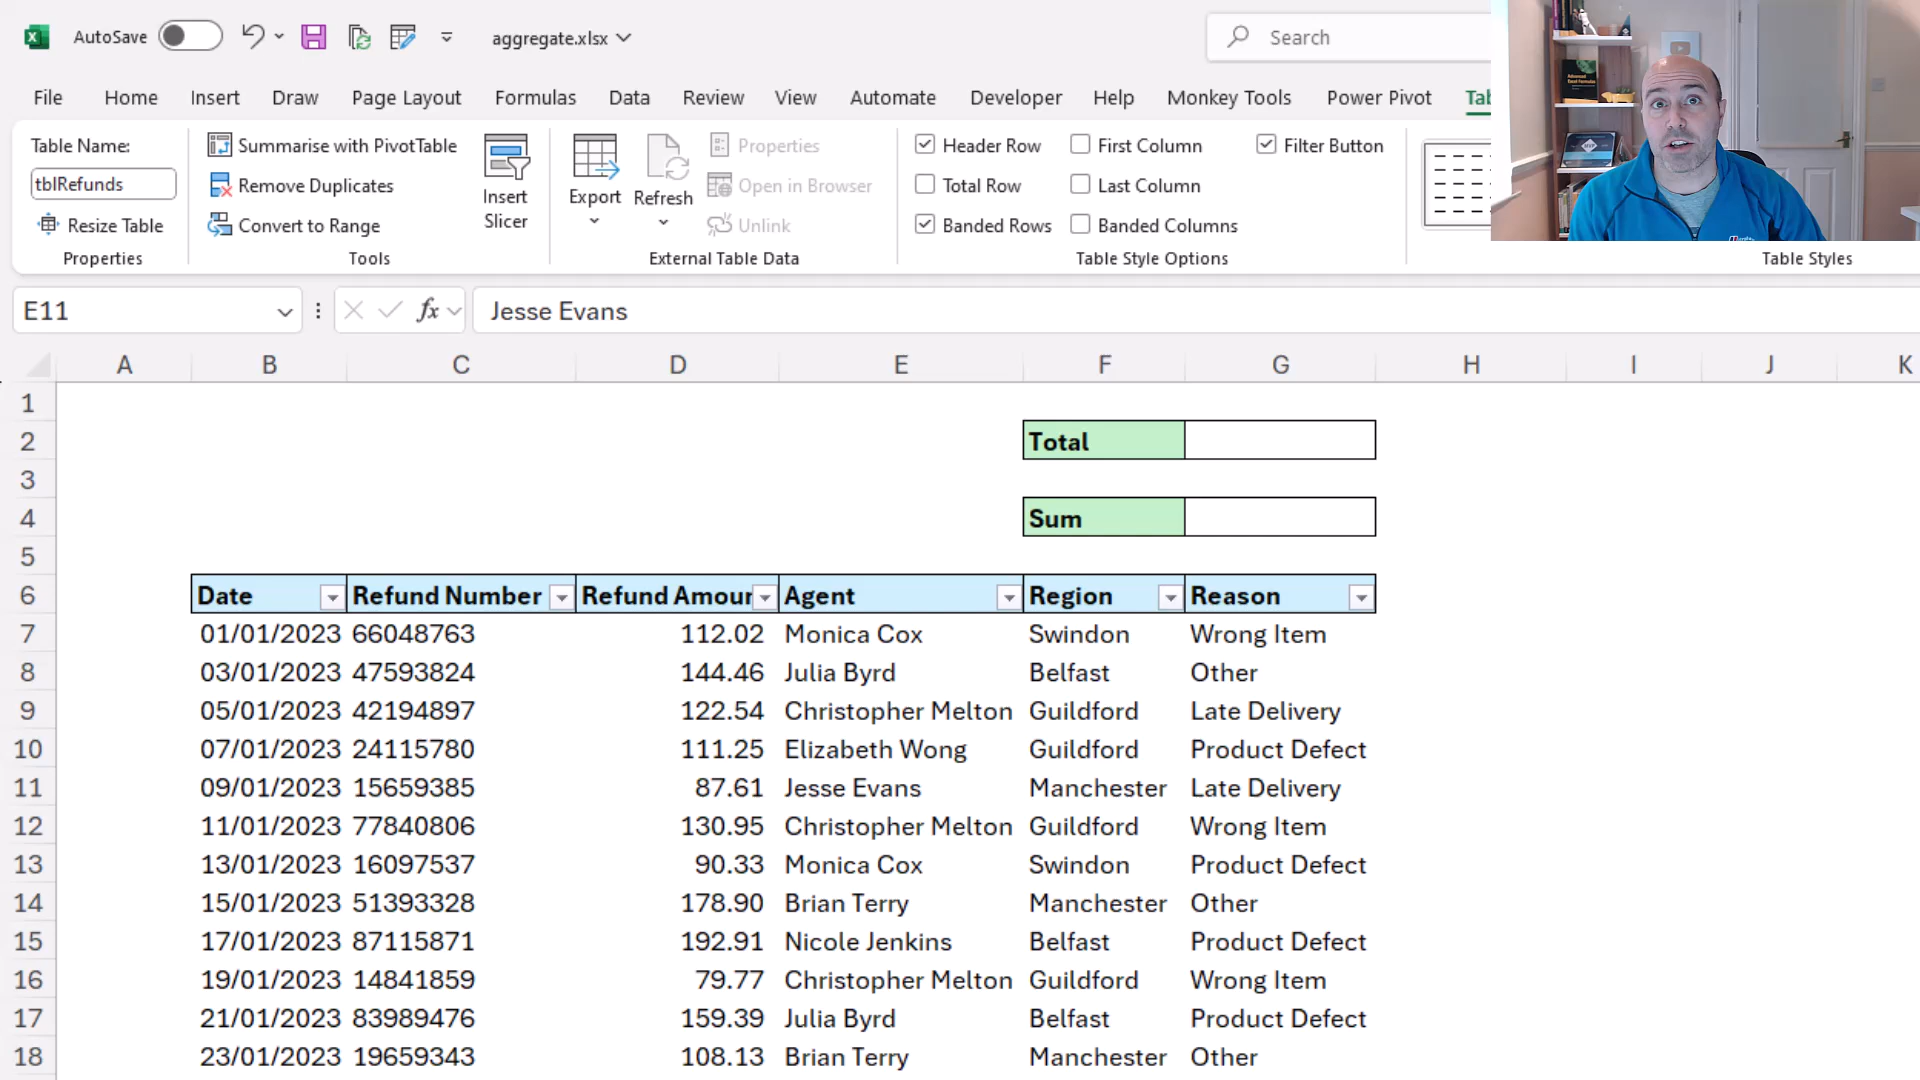 AutoSave
aggregate.xlsx
Search
File Home Insert Draw Page Layout Formulas Data Review View Automate Developer Help Monkey Tools Power Pivot Tab
Table Name:
tblRefunds
Resize Table
Properties
Summarise with PivotTable
Remove Duplicates
Convert to Range
Tools
Insert
Slicer
Export
Refresh
Properties
Open in Browser
Unlink
External Table Data
Header Row
Total Row
Banded Rows
First Column
Last Column
Banded Columns
Filter Button
Table Style Options
Table Styles
E11
fx
Jesse Evans
A B C D E F G H I J K
1
2 Total
3
4 Sum
5
6 Date Refund Number Refund Amour Agent Region Reason
7 01/01/2023 66048763 112.02 Monica Cox Swindon Wrong Item
8 03/01/2023 47593824 144.46 Julia Byrd Belfast Other
9 05/01/2023 42194897 122.54 Christopher Melton Guildford Late Delivery
10 07/01/2023 24115780 111.25 Elizabeth Wong Guildford Product Defect
11 09/01/2023 15659385 87.61 Jesse Evans Manchester Late Delivery
12 11/01/2023 77840806 130.95 Christopher Melton Guildford Wrong Item
13 13/01/2023 16097537 90.33 Monica Cox Swindon Product Defect
14 15/01/2023 51393328 178.90 Brian Terry Manchester Other
15 17/01/2023 87115871 192.91 Nicole Jenkins Belfast Product Defect
16 19/01/2023 14841859 79.77 Christopher Melton Guildford Wrong Item
17 21/01/2023 83989476 159.39 Julia Byrd Belfast Product Defect
18 23/01/2023 19659343 108.13 Brian Terry Manchester Other